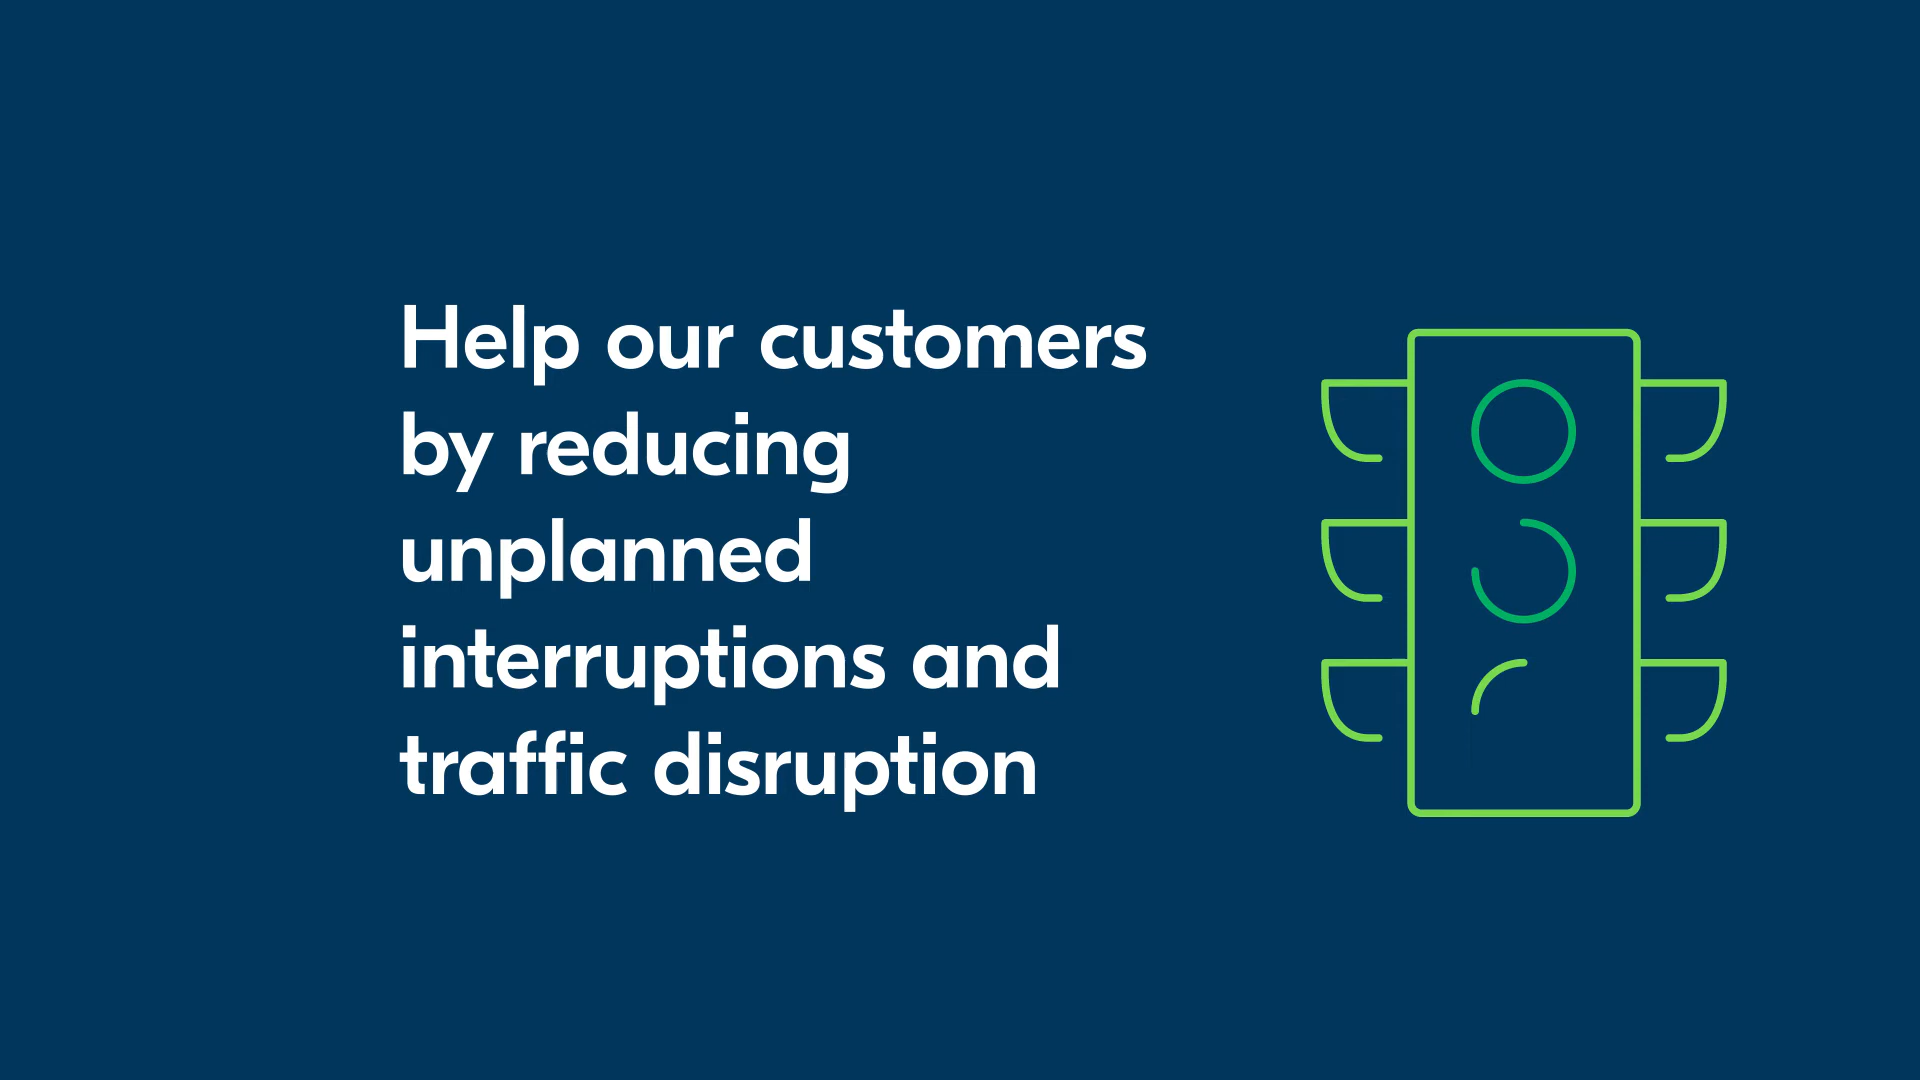 Help our customers
by reducing
unplanned
interruptions and
traffic disruption